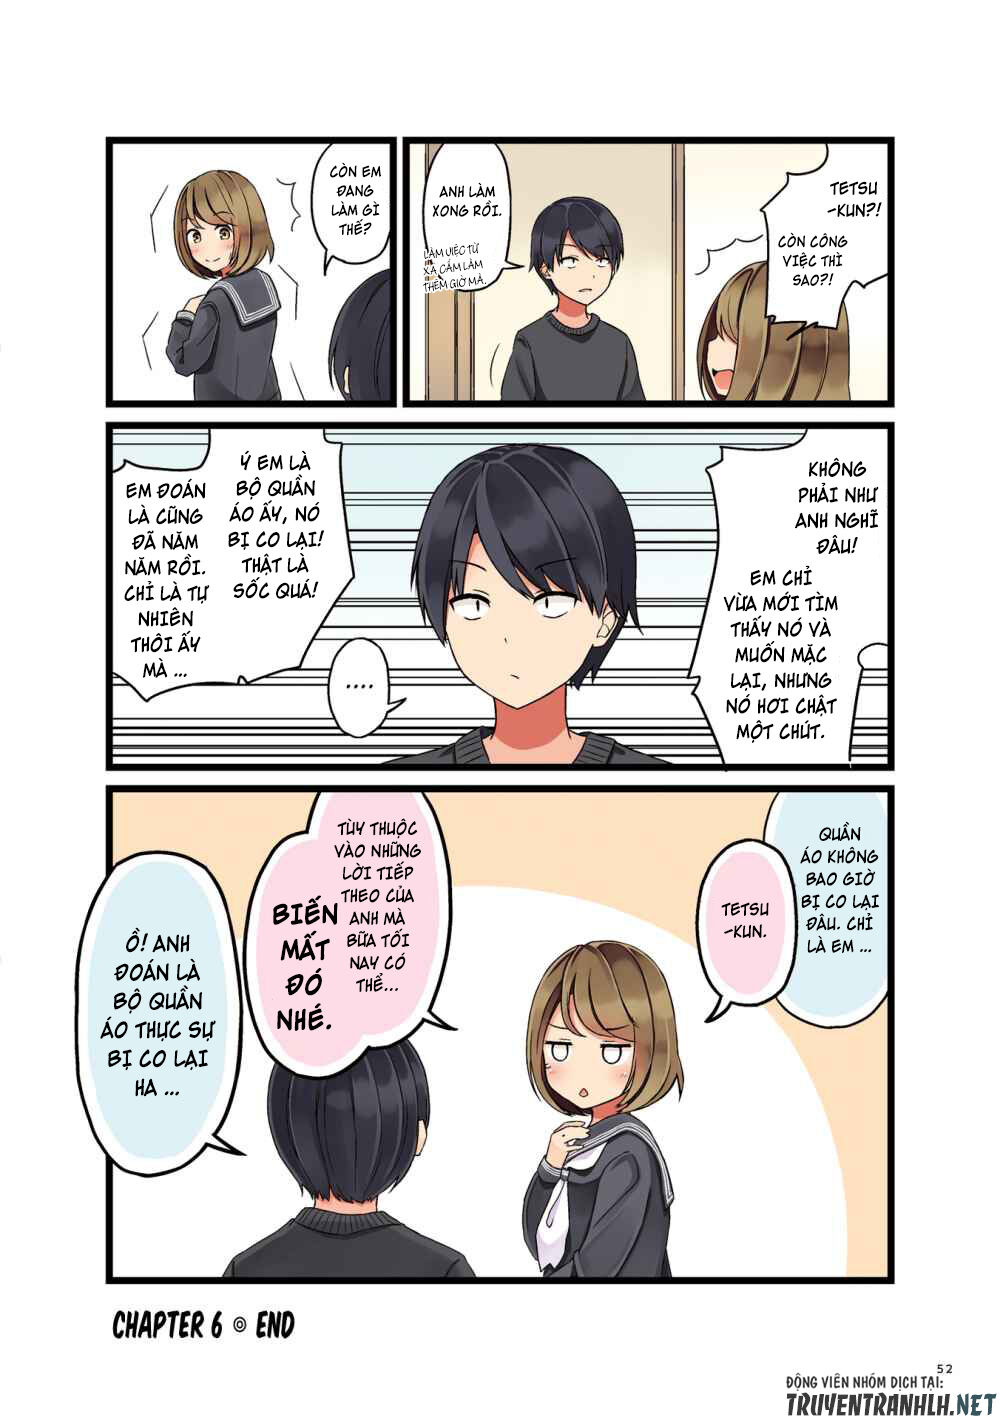 TETSU
-KUN?!
CÒN CÔNG
VIỆC THÌ
SAO?!
ANH LÀM
XONG RỒI.
LÀM VIỆC TỪ
XA CẤM LÀM
THÊM GIỜ MÀ.
CÒN EM
ĐANG
LÀM GÌ
THẾ?
KHÔNG
PHẢI NHƯ
ANH NGHĨ
ĐÂU!
EM CHỈ
VỪA MỚI TÌM
THẤY NÓ VÀ
MUỐN MẶC
LẠI, NHƯNG
NÓ HƠI CHẬT
MỘT CHÚT.
....
Ý EM LÀ
BỘ QUẦN
ÁO ẤY, NÓ
BỊ CO LẠI!
THẬT LÀ
SỐC QUÁ!
EM ĐOÁN
LÀ CŨNG
ĐÃ NĂM
NĂM RỒI.
CHỈ LÀ TỰ
NHIÊN
THÔI ẤY
MÀ ...
QUẦN
ÁO KHÔNG
BAO GIỜ
BỊ CO LẠI
ĐÂU. CHỈ
LÀ EM ...
TETSU
-KUN.
TÙY THUỘC
VÀO NHỮNG
LỜI TIẾP
THEO CỦA
ANH MÀ
BỮA TỐI
NAY CÓ
THỂ...
BIẾN
MẤT
ĐÓ
NHÉ.
Ồ! ANH
ĐOÁN LÀ
BỘ QUẦN
ÁO THỰC SỰ
BỊ CO LẠI
HA ...
CHAPTER 6 ◎ END
52
ĐỘNG VIÊN NHÓM DỊCH TẠI:
TRUYENTRANHLH.NET